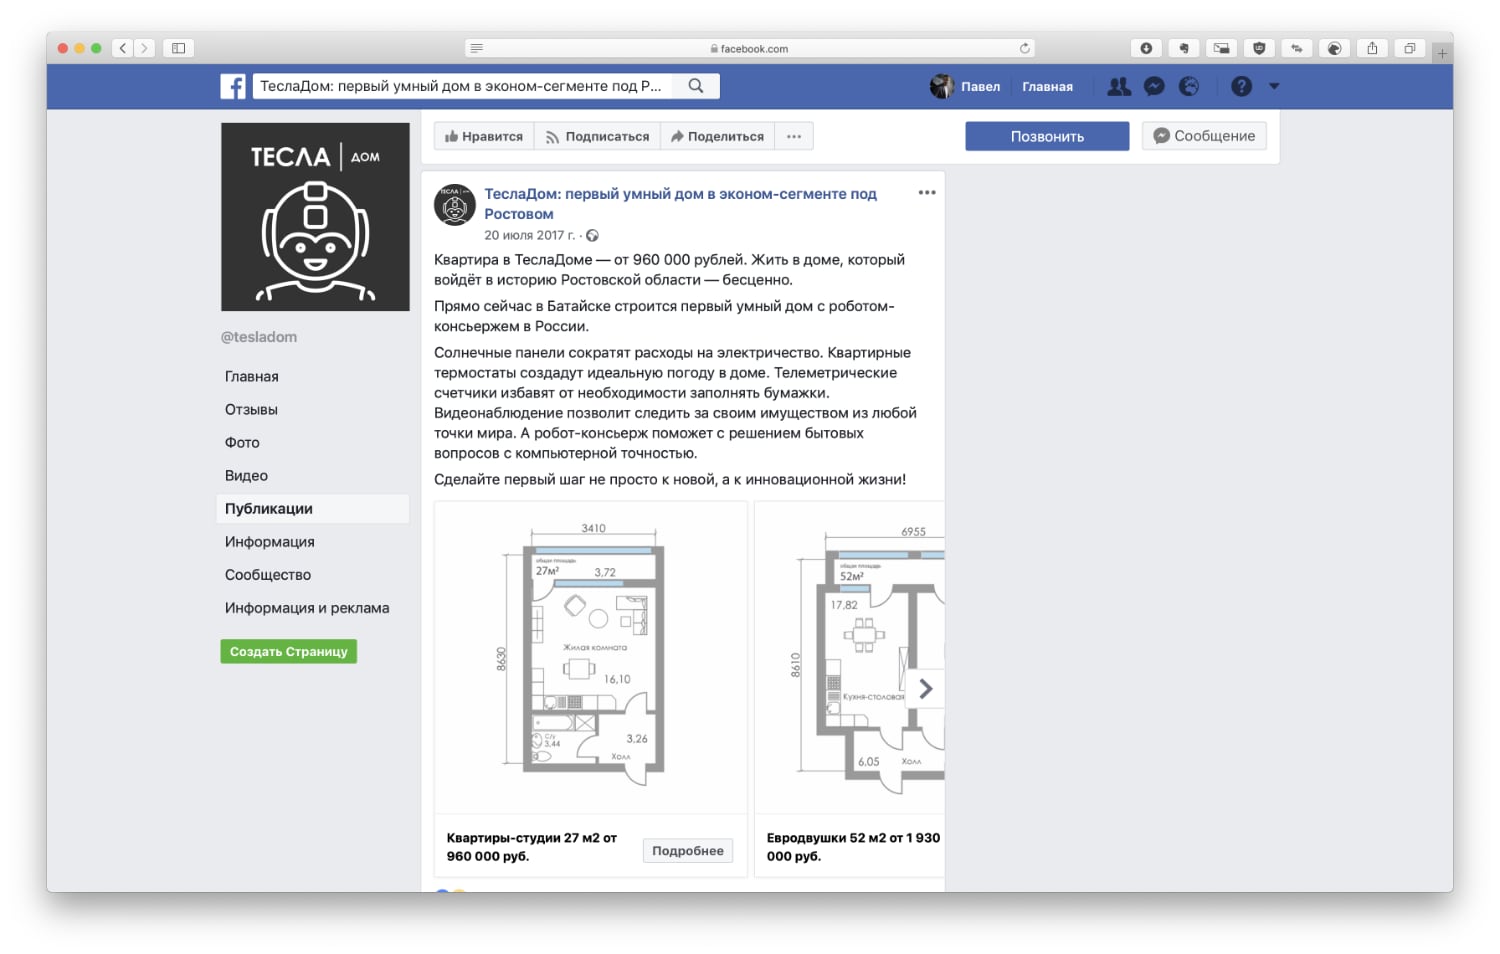 facebook.com
ТеслаДом: первый умный дом в эконом-сегменте под Р...
Павел
Главная
ТЕСЛА | ДОМ
@tesladom
Главная
Отзывы
Фото
Видео
Публикации
Информация
Сообщество
Информация и реклама
Создать Страницу
Нравится
Подписаться
Поделиться
Позвонить
Сообщение
ТеслаДом: первый умный дом в эконом-сегменте под
Ростовом
20 июля 2017 г. ·
Квартира в ТеслаДоме — от 960 000 рублей. Жить в доме, который
войдёт в историю Ростовской области — бесценно.
Прямо сейчас в Батайске строится первый умный дом с роботом-
консьержем в России.
Солнечные панели сократят расходы на электричество. Квартирные
термостаты создадут идеальную погоду в доме. Телеметрические
счетчики избавят от необходимости заполнять бумажки.
Видеонаблюдение позволит следить за своим имуществом из любой
точки мира. А робот-консьерж поможет с решением бытовых
вопросов с компьютерной точностью.
Сделайте первый шаг не просто к новой, а к инновационной жизни!
3410
общая площадь
27м²
3,72
8630
Жилая комната
16,10
С/у
3,44
3,26
Холл
Квартиры-студии 27 м2 от
960 000 руб.
Подробнее
6955
общая площадь
52м²
17,82
8610
Кухня-столовая
6,05
Холл
Евродвушки 52 м2 от 1 930
000 руб.